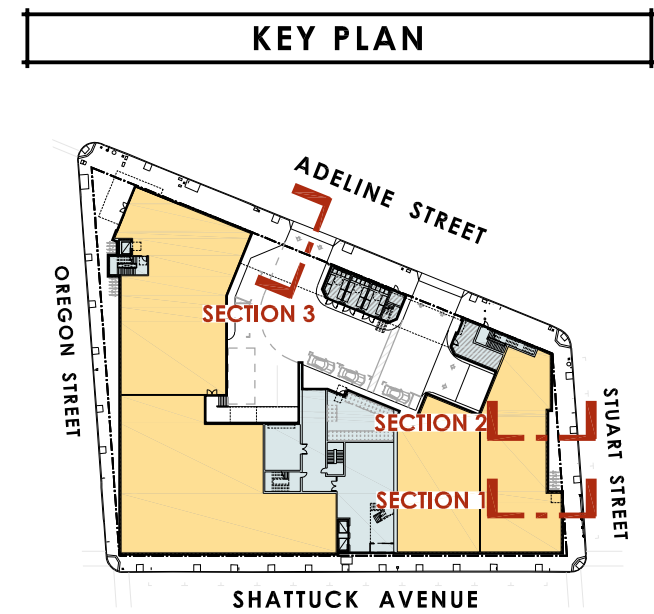 KEY PLAN
ADELINE STREET
OREGON STREET
SECTION 3
SECTION 2
STUART STREET
SECTION 1
SHATTUCK AVENUE